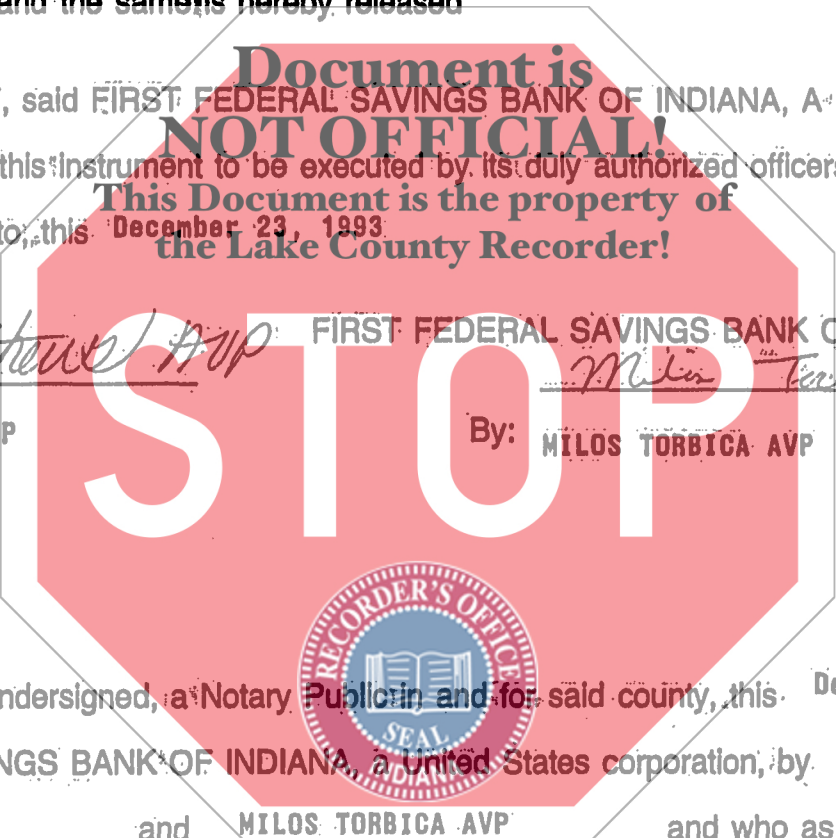 and the same is hereby released
Document is
, said FIRST FEDERAL SAVINGS BANK OF INDIANA, A
NOT OFFICIAL!
this instrument to be executed by its duly authorized officers
This Document is the property of
to, this December 23, 1993
the Lake County Recorder!
AVP FIRST FEDERAL SAVINGS BANK O
STOP
Milos
P By: MILOS TORBICA AVP
RECORDER'S OFFICE
ndersigned, a Notary Public in and for said county, this De
SEAL
NGS BANK OF INDIANA, a United States corporation, by
INDIANA
and MILOS TORBICA AVP and who as